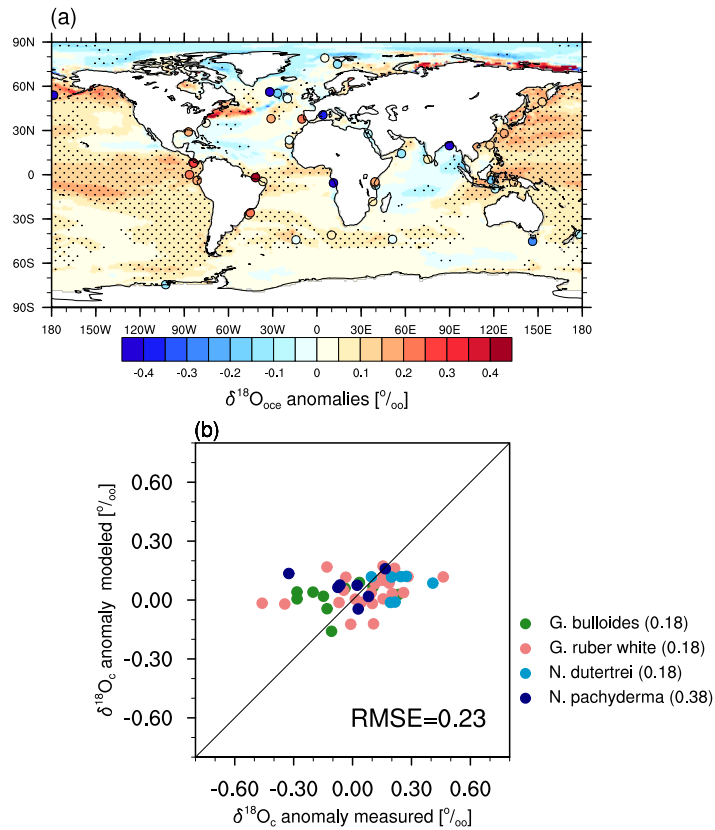 (a)
90N
60N
30N
0
30S
60S
90S
180 150W 120W 90W 60W 30W 0 30E 60E 90E 120E 150E 180
-0.4 -0.3 -0.2 -0.1 0 0.1 0.2 0.3 0.4
δ¹⁸Ooce anomalies [o/oo]
(b)
δ¹⁸Oc anomaly modeled [o/oo]
0.60
0.30
0.00
-0.30
-0.60
RMSE=0.23
-0.60 -0.30 0.00 0.30 0.60
δ¹⁸Oc anomaly measured [o/oo]
G. bulloides (0.18)
G. ruber white (0.18)
N. dutertrei (0.18)
N. pachyderma (0.38)